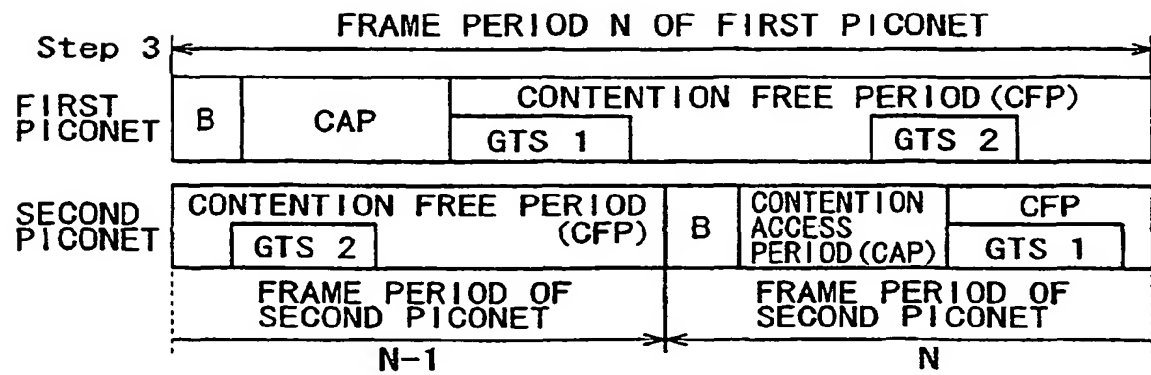 FRAME PERIOD N OF FIRST PICONET
Step 3
FIRST
PICONET
B
CAP
CONTENTION FREE PERIOD (CFP)
GTS 1
GTS 2
SECOND
PICONET
CONTENTION FREE PERIOD
(CFP)
GTS 2
B
CONTENTION
ACCESS
PERIOD (CAP)
CFP
GTS 1
FRAME PERIOD OF
SECOND PICONET
FRAME PERIOD OF
SECOND PICONET
N-1
N